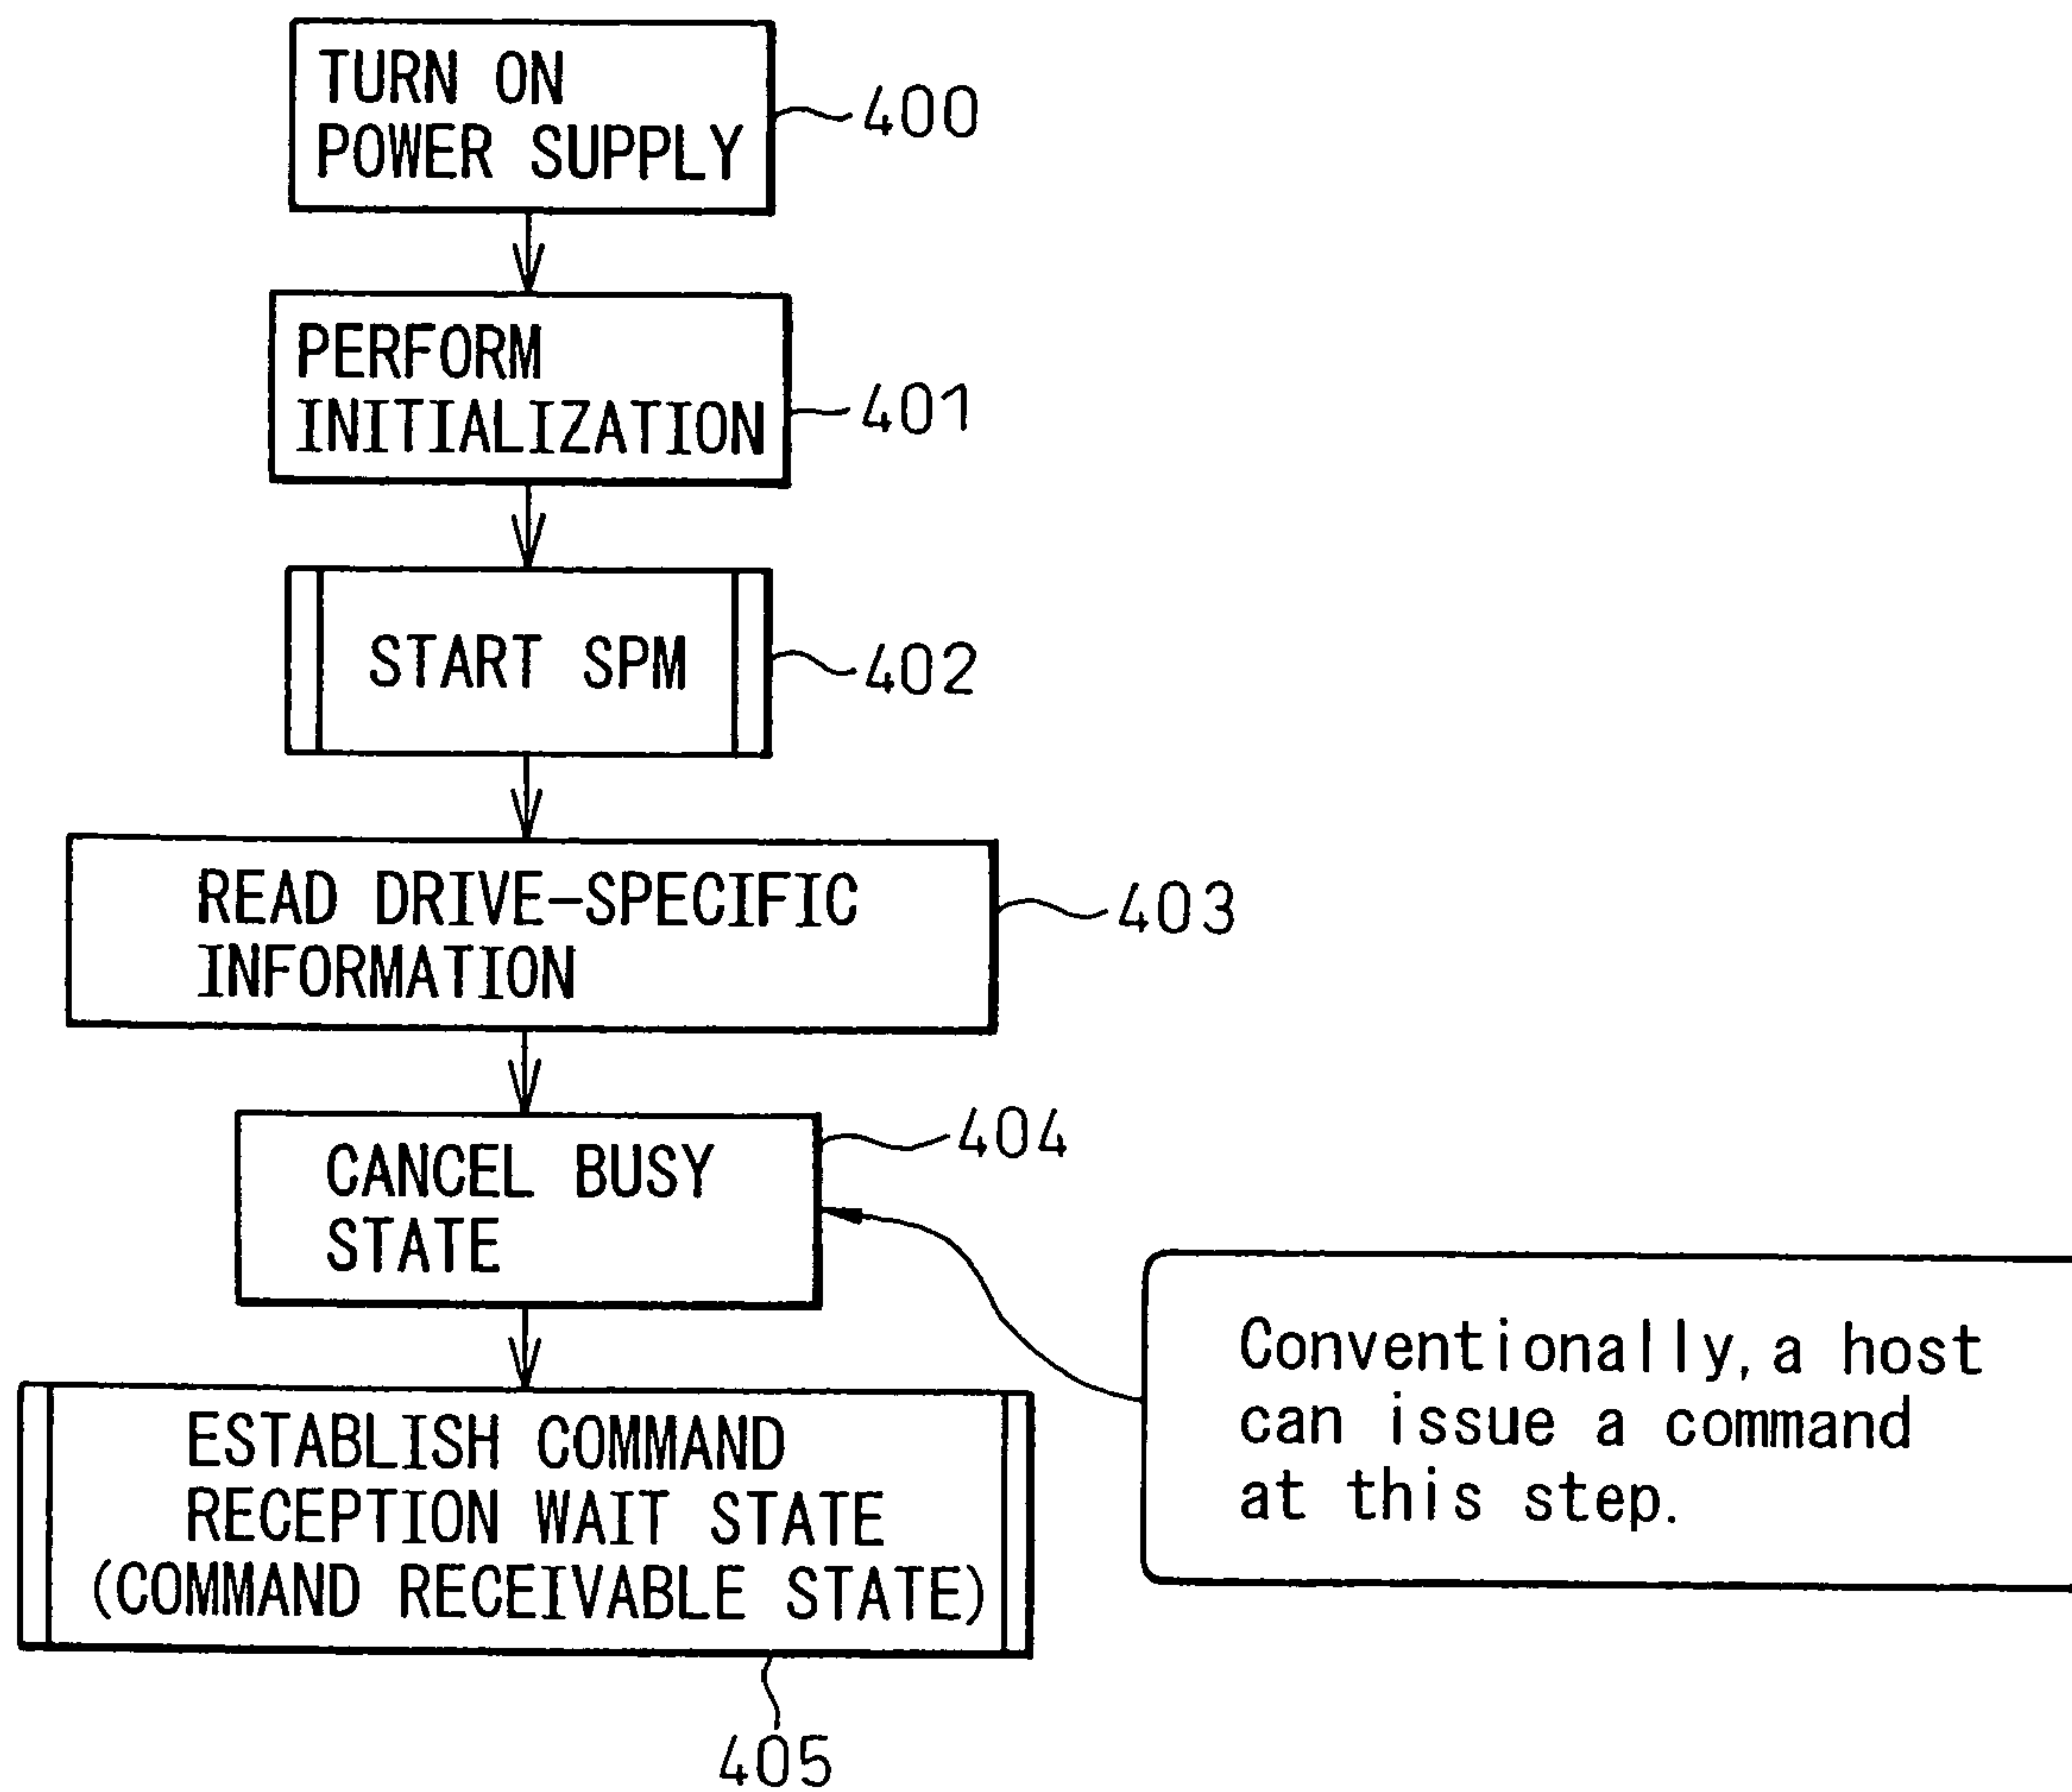 TURN ON
POWER SUPPLY
400
PERFORM
INITIALIZATION
401
START SPM
402
READ DRIVE-SPECIFIC
INFORMATION
403
404
CANCEL BUSY
STATE
Conventionally, a host
can issue a command
at this step.
ESTABLISH COMMAND
RECEPTION WAIT STATE
(COMMAND RECEIVABLE STATE)
405